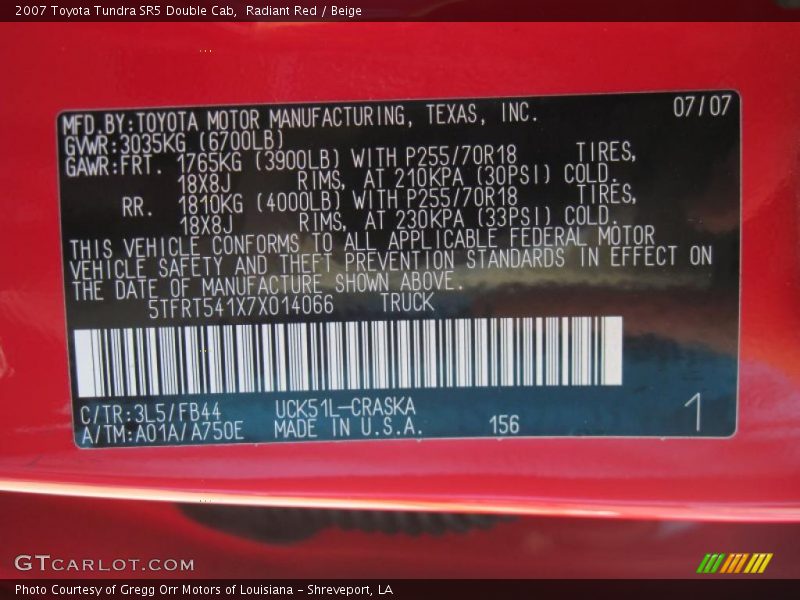 2007 Toyota Tundra SR5 Double Cab,  Radiant Red / Beige
MFD.BY:TOYOTA MOTOR MANUFACTURING, TEXAS, INC. 07/07
GVWR:3035KG (6700LB)
GAWR:FRT. 1765KG (3900LB) WITH P255/70R18 TIRES,
18X8J RIMS, AT 210KPA (30PSI) COLD.
RR. 1810KG (4000LB) WITH P255/70R18 TIRES,
18X8J RIMS, AT 230KPA (33PSI) COLD.
THIS VEHICLE CONFORMS TO ALL APPLICABLE FEDERAL MOTOR
VEHICLE SAFETY AND THEFT PREVENTION STANDARDS IN EFFECT ON
THE DATE OF MANUFACTURE SHOWN ABOVE.
5TFRT541X7X014066 TRUCK
C/TR:3L5/FB44 UCK51L-CRASKA
A/TM:A01A/A750E MADE IN U.S.A. 156 1
GTCARLOT.COM
Photo Courtesy of Gregg Orr Motors of Louisiana - Shreveport, LA